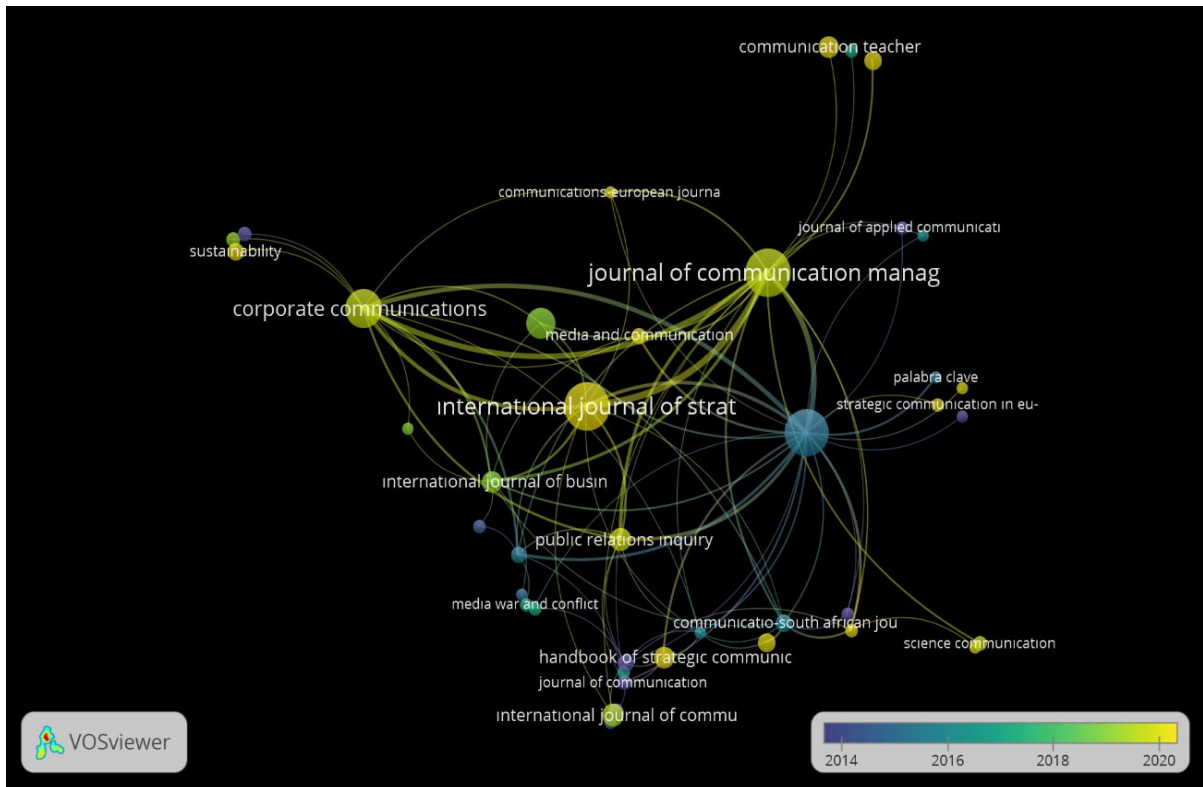 communication teacher
communications-european journa
journal of applied communicati
sustainability
journal of communication manag
corporate communications
media and communication
palabra clave
strategic communication in eu-
international journal of strat
international journal of busin
public relations inquiry
media war and conflict
communicatio-south african jou
science communication
handbook of strategic communic
journal of communication
international journal of commu
VOSviewer
2014 2016 2018 2020